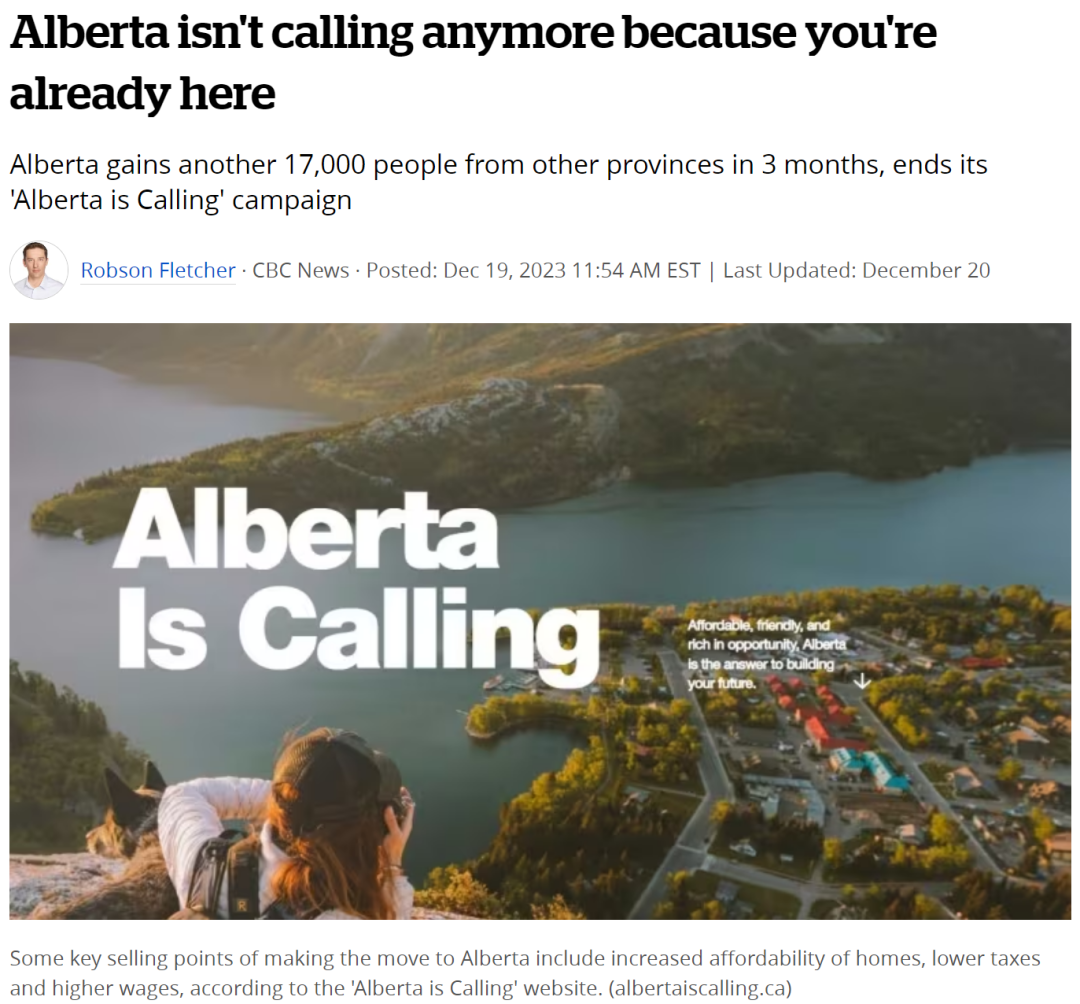 Alberta isn't calling anymore because you're
already here
Alberta gains another 17,000 people from other provinces in 3 months, ends its
'Alberta is Calling' campaign
Robson Fletcher · CBC News · Posted: Dec 19, 2023 11:54 AM EST | Last Updated: December 20
Alberta
Is Calling
Affordable, friendly, and
rich in opportunity, Alberta
is the answer to building
your future.
R
Some key selling points of making the move to Alberta include increased affordability of homes, lower taxes
and higher wages, according to the 'Alberta is Calling' website. (albertaiscalling.ca)